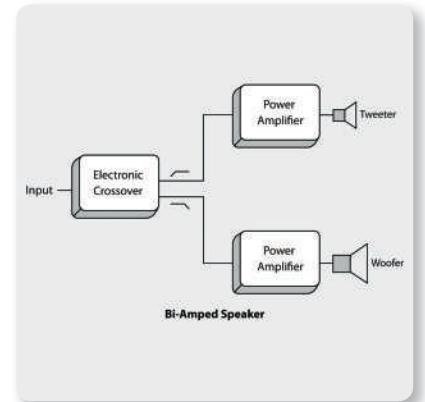 Power
Amplifier
Tweeter
Electronic
Crossover
Input
Power
Amplifier
Woofer
Bi-Amped Speaker